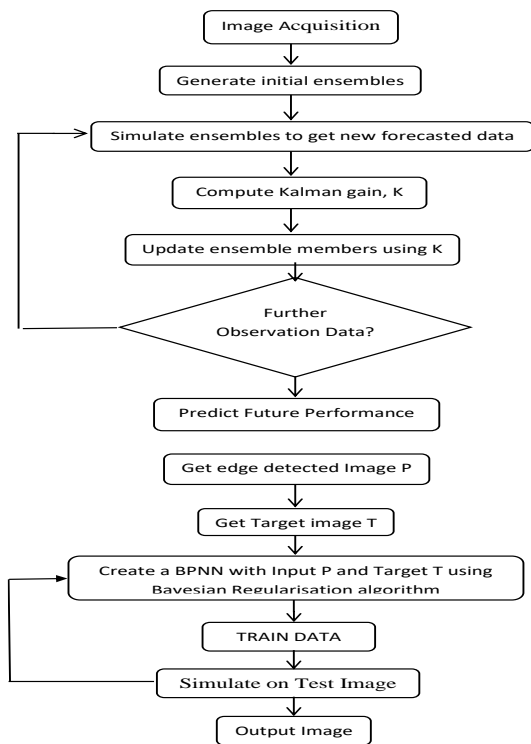 Image Acquisition
Generate initial ensembles
Simulate ensembles to get new forecasted data
Compute Kalman gain, K
Update ensemble members using K
Further
Observation Data?
Predict Future Performance
Get edge detected Image P
Get Target image T
Create a BPNN with Input P and Target T using
Bayesian Regularisation algorithm
TRAIN DATA
Simulate on Test Image
Output Image